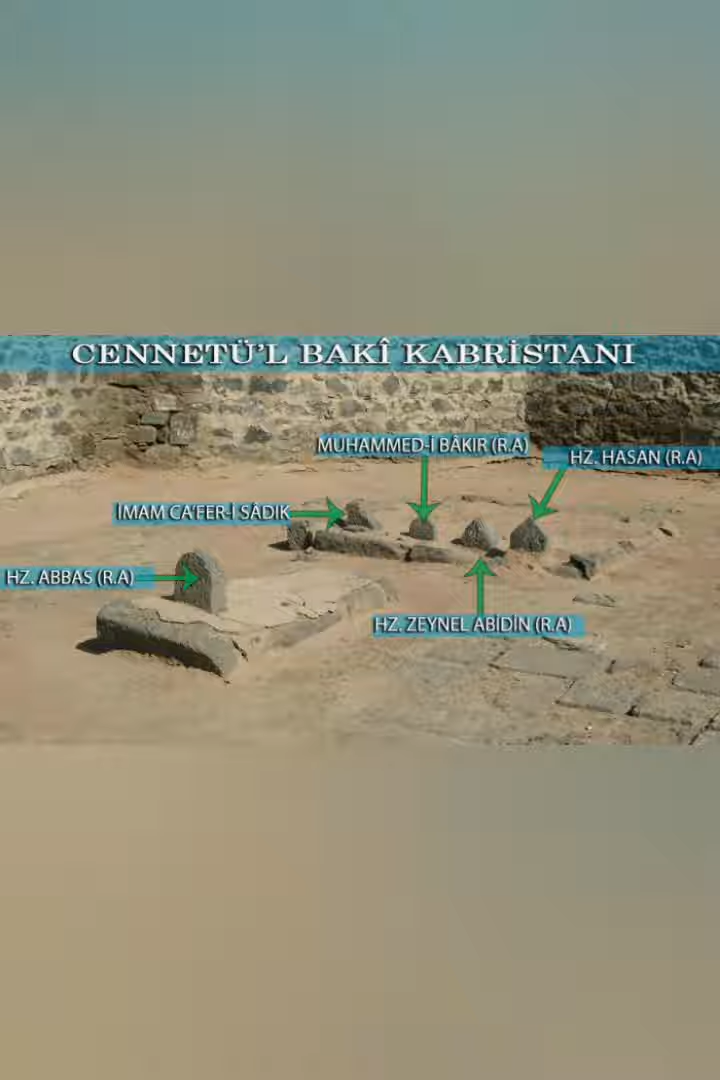 CENNETÜ'L BAKÎ KABRİSTANI
MUHAMMED-İ BÂKIR (R.A)
HZ. HASAN (R.A)
İMAM CA'FER-İ SÂDIK
HZ. ABBAS (R.A)
HZ. ZEYNEL ABİDİN (R.A)